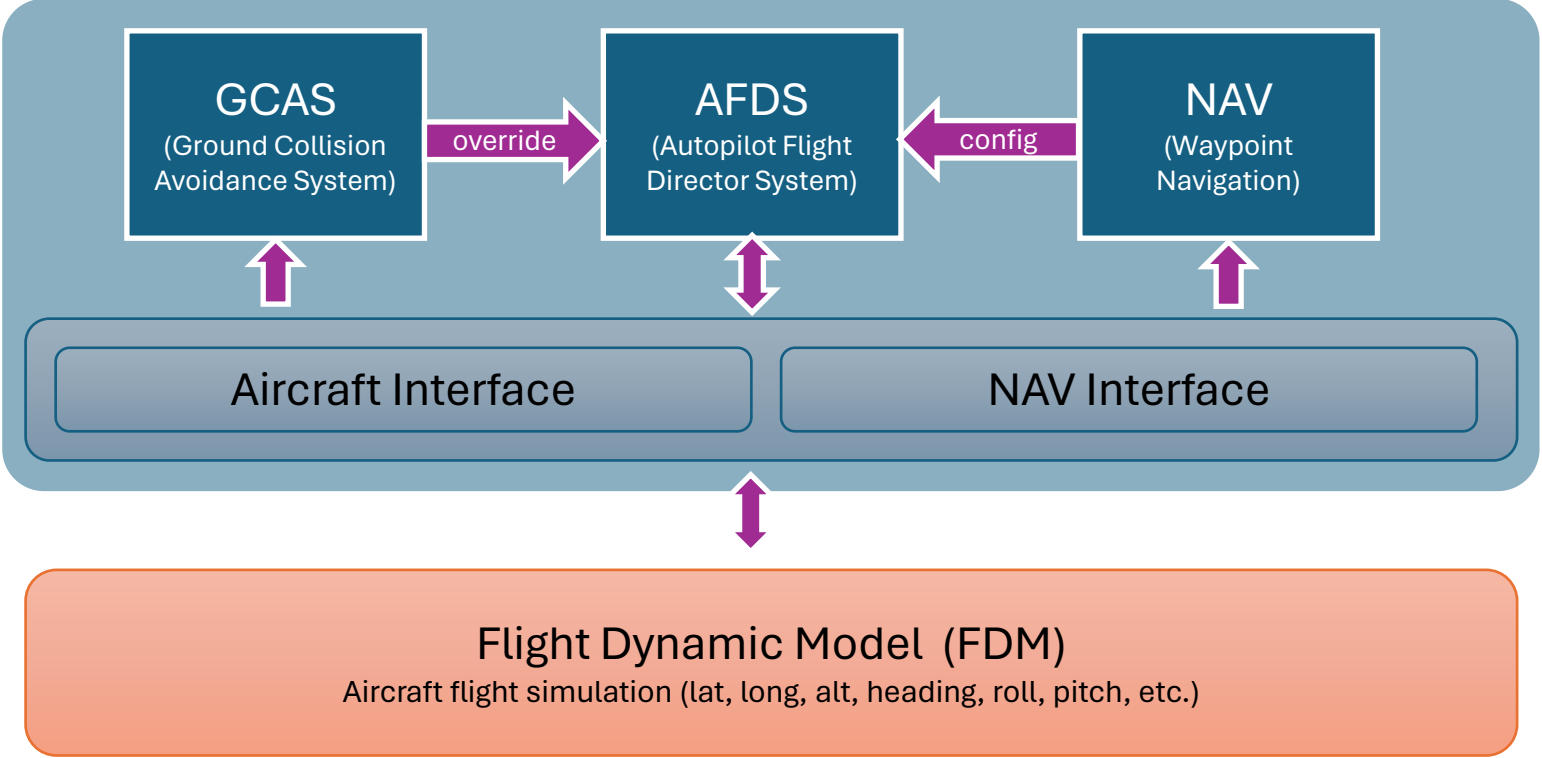 GCAS
(Ground Collision
Avoidance System)
override
AFDS
(Autopilot Flight
Director System)
config
NAV
(Waypoint
Navigation)
Aircraft Interface
NAV Interface
Flight Dynamic Model (FDM)
Aircraft flight simulation (lat, long, alt, heading, roll, pitch, etc.)